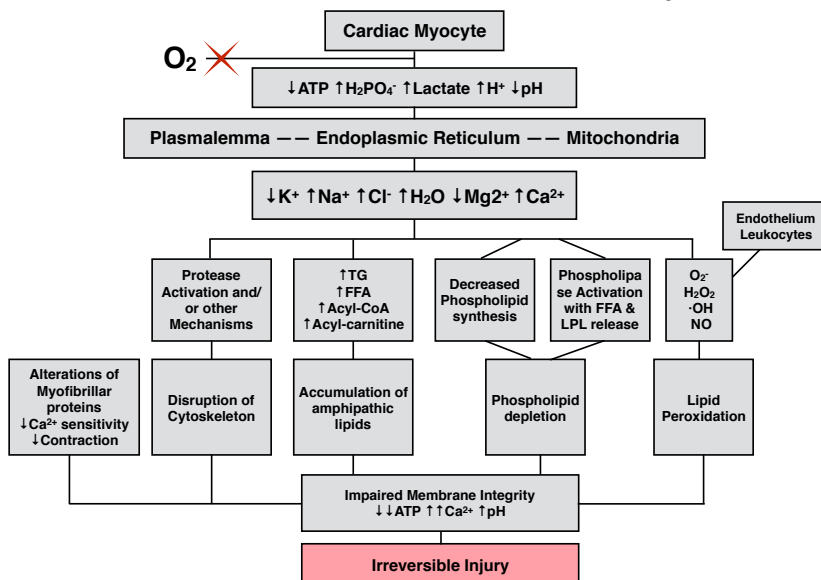 Cardiac Myocyte
O₂
↓ATP ↑H₂PO₄⁻ ↑Lactate ↑H⁺ ↓pH
Plasmalemma —— Endoplasmic Reticulum —— Mitochondria
↓K⁺ ↑Na⁺ ↑Cl⁻ ↑H₂O ↓Mg2⁺ ↑Ca²⁺
Endothelium
Leukocytes
Protease
Activation and/
or other
Mechanisms
↑TG
↑FFA
↑Acyl-CoA
↑Acyl-carnitine
Decreased
Phospholipid
synthesis
Phospholipa
se Activation
with FFA &
LPL release
O₂⁻
H₂O₂
·OH
NO
Alterations of
Myofibrillar
proteins
↓Ca²⁺ sensitivity
↓Contraction
Disruption of
Cytoskeleton
Accumulation of
amphipathic
lipids
Phospholipid
depletion
Lipid
Peroxidation
Impaired Membrane Integrity
↓↓ATP ↑↑Ca²⁺ ↑pH
Irreversible Injury